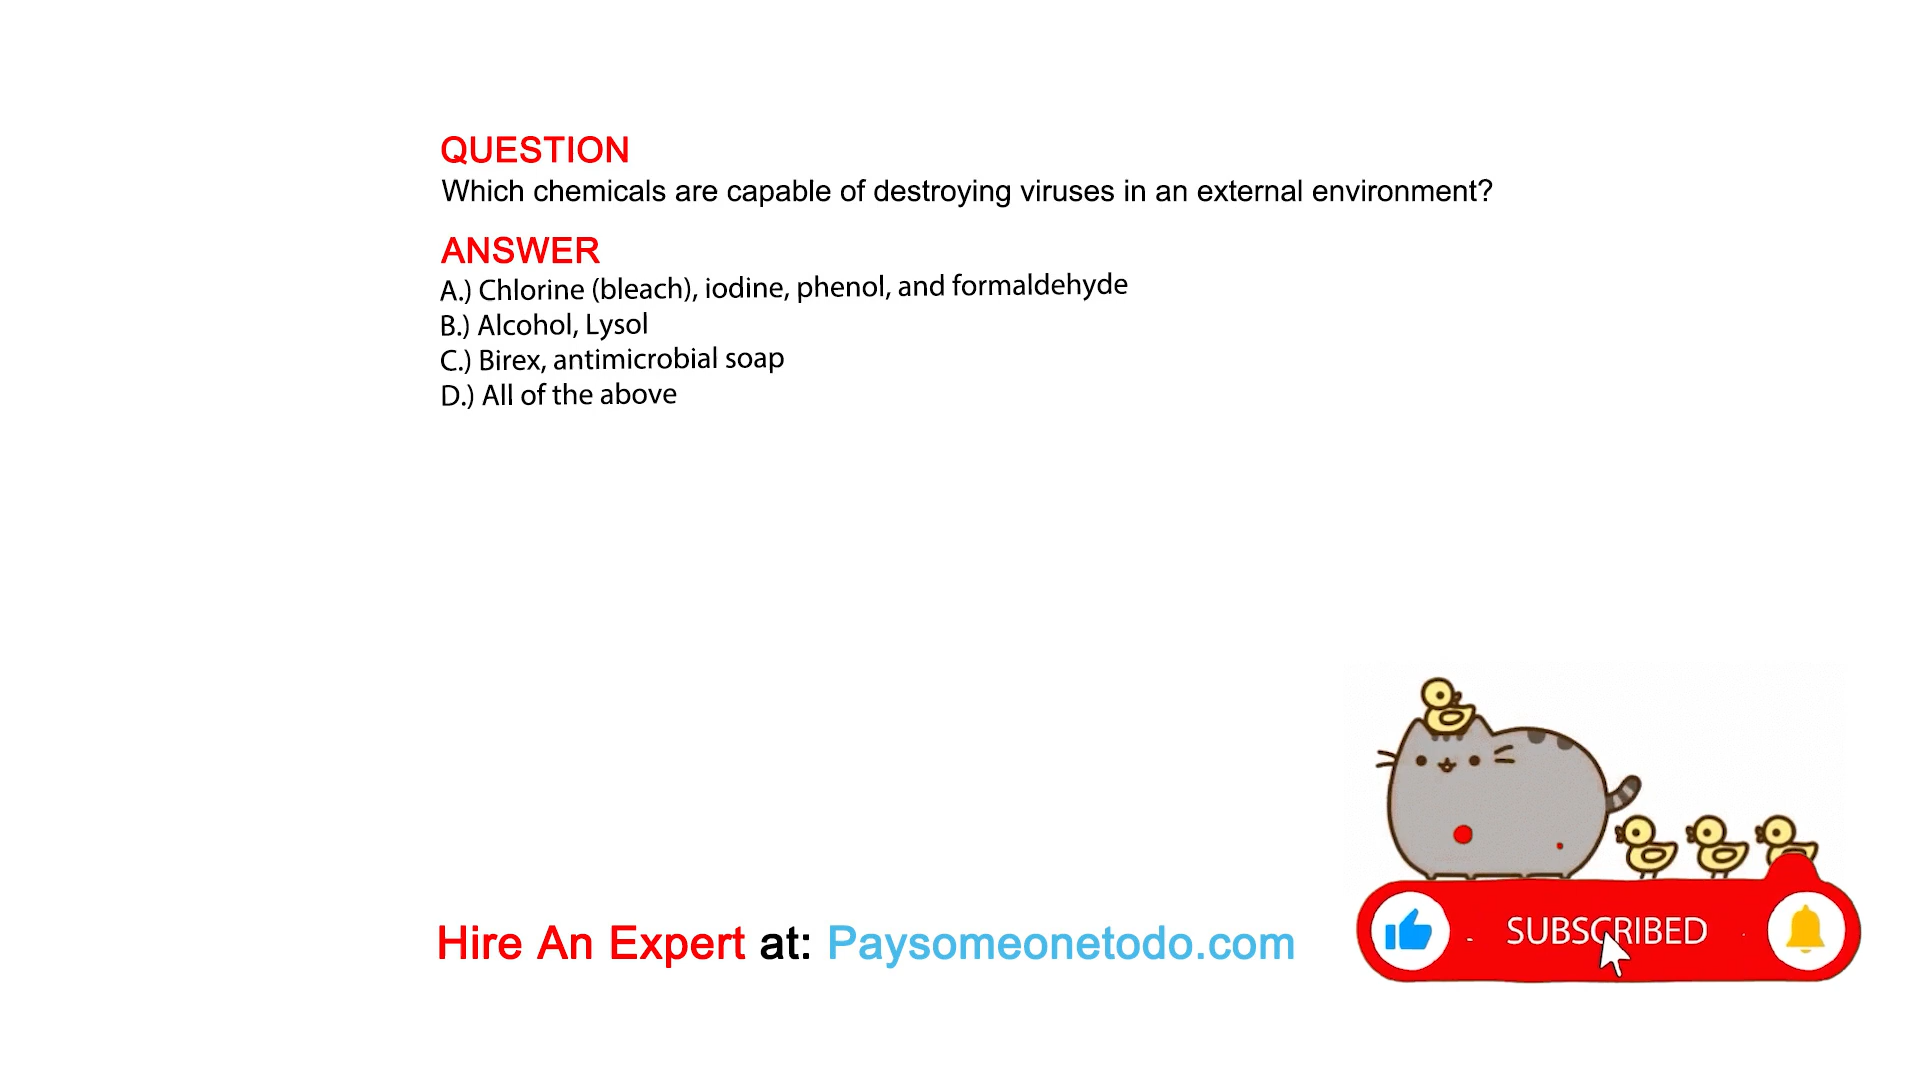 QUESTION
Which chemicals are capable of destroying viruses in an external environment?
ANSWER
A.) Chlorine (bleach), iodine, phenol, and formaldehyde
B.) Alcohol, Lysol
C.) Birex, antimicrobial soap
D.) All of the above
Hire An Expert at: Paysomeonetodo.com
SUBSCRIBED